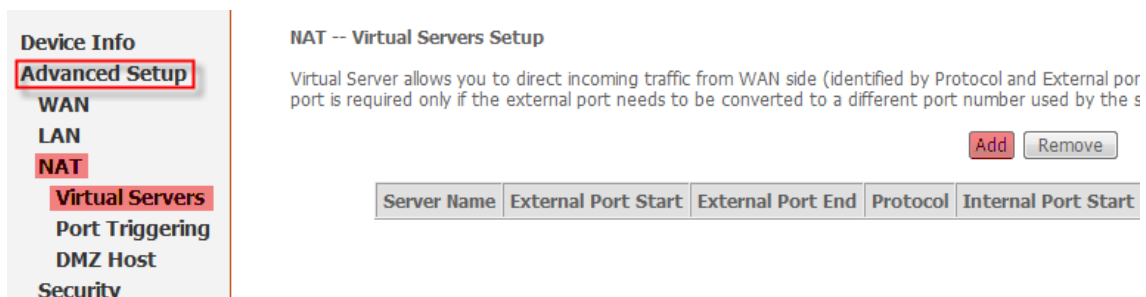 Device Info
Advanced Setup
WAN
LAN
NAT
Virtual Servers
Port Triggering
DMZ Host
Security
NAT -- Virtual Servers Setup
Virtual Server allows you to direct incoming traffic from WAN side (identified by Protocol and External
port is required only if the external port needs to be converted to a different port number used by the
Add Remove
Server Name External Port Start External Port End Protocol Internal Port Start